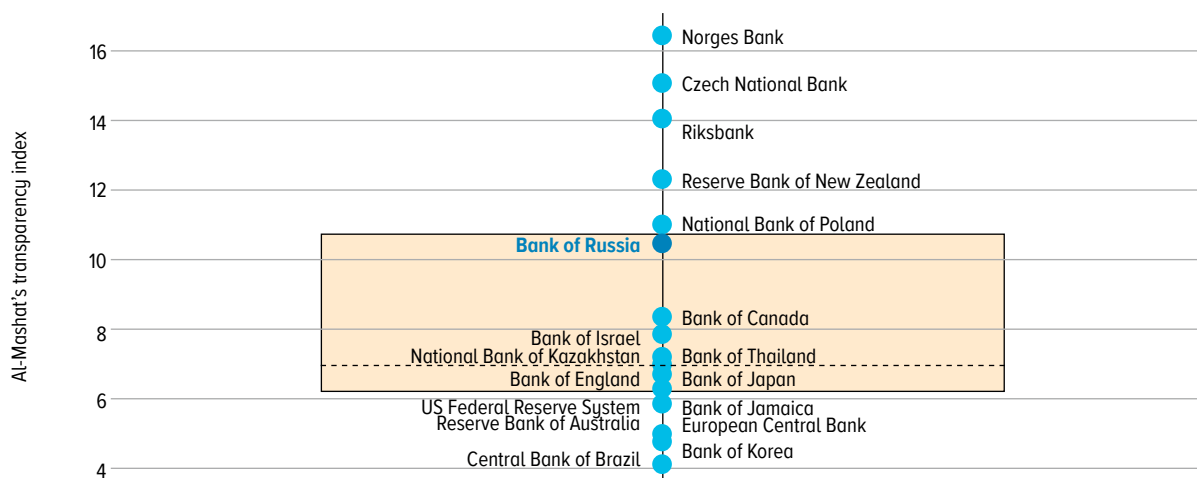 Al-Mashat’s transparency index
16
14
12
10
8
6
4
Norges Bank
Czech National Bank
Riksbank
Reserve Bank of New Zealand
National Bank of Poland
Bank of Russia
Bank of Canada
Bank of Israel
National Bank of Kazakhstan
Bank of Thailand
Bank of England
Bank of Japan
US Federal Reserve System
Bank of Jamaica
Reserve Bank of Australia
European Central Bank
Bank of Korea
Central Bank of Brazil